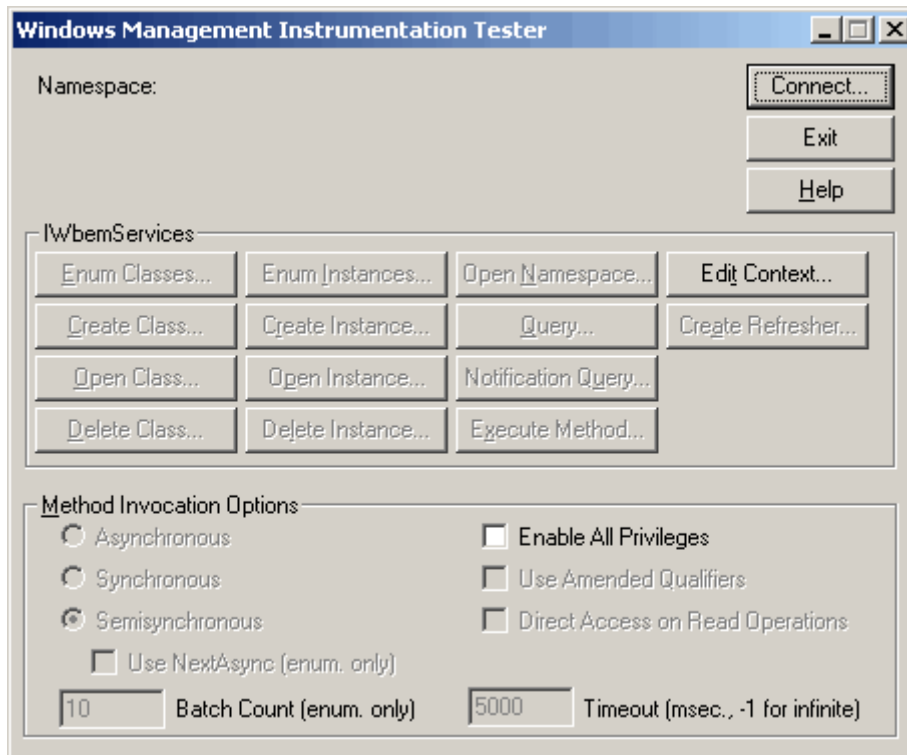 Windows Management Instrumentation Tester
Namespace:
Connect...
Exit
Help
IWbemServices
Enum Classes... Enum Instances... Open Namespace... Edit Context...
Create Class... Create Instance... Query... Create Refresher...
Open Class... Open Instance... Notification Query...
Delete Class... Delete Instance... Execute Method...
Method Invocation Options
Asynchronous Enable All Privileges
Synchronous Use Amended Qualifiers
Semisynchronous Direct Access on Read Operations
Use NextAsync (enum. only)
10 Batch Count (enum. only) 5000 Timeout (msec., -1 for infinite)